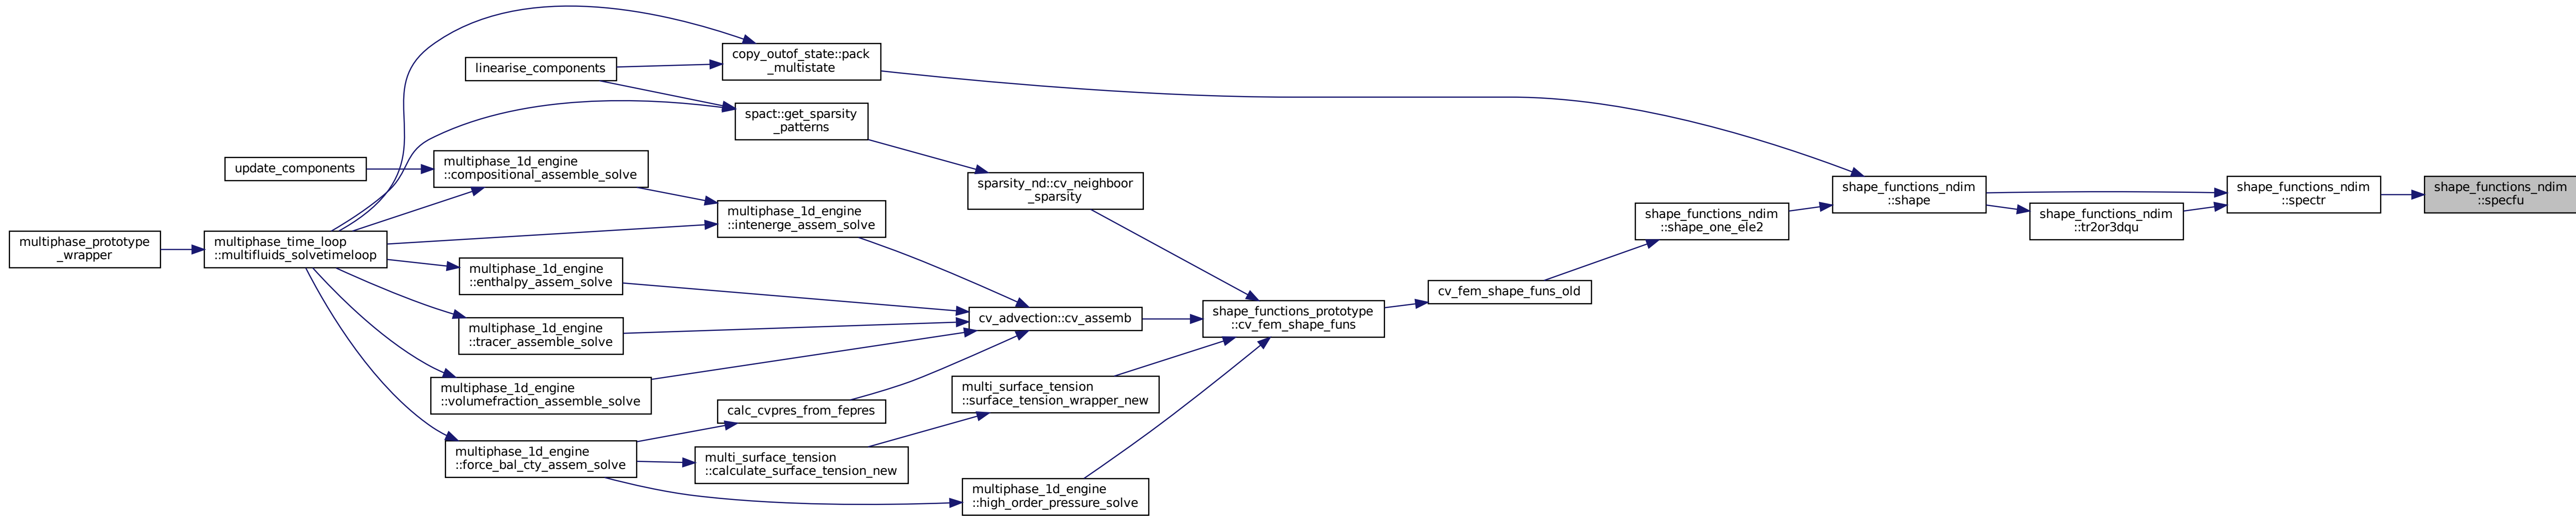 copy_outof_state::pack
_multistate
linearise_components
spact::get_sparsity
_patterns
multiphase_1d_engine
::compositional_assemble_solve
update_components
sparsity_nd::cv_neighboor
_sparsity
shape_functions_ndim
::shape
shape_functions_ndim
::spectr
shape_functions_ndim
::specfu
multiphase_1d_engine
::intenerge_assem_solve
shape_functions_ndim
::shape_one_ele2
shape_functions_ndim
::tr2or3dqu
multiphase_prototype
_wrapper
multiphase_time_loop
::multifluids_solvetimeloop
multiphase_1d_engine
::enthalpy_assem_solve
cv_fem_shape_funs_old
cv_advection::cv_assemb
shape_functions_prototype
::cv_fem_shape_funs
multiphase_1d_engine
::tracer_assemble_solve
multiphase_1d_engine
::volumefraction_assemble_solve
multi_surface_tension
::surface_tension_wrapper_new
calc_cvpres_from_fepres
multiphase_1d_engine
::force_bal_cty_assem_solve
multi_surface_tension
::calculate_surface_tension_new
multiphase_1d_engine
::high_order_pressure_solve